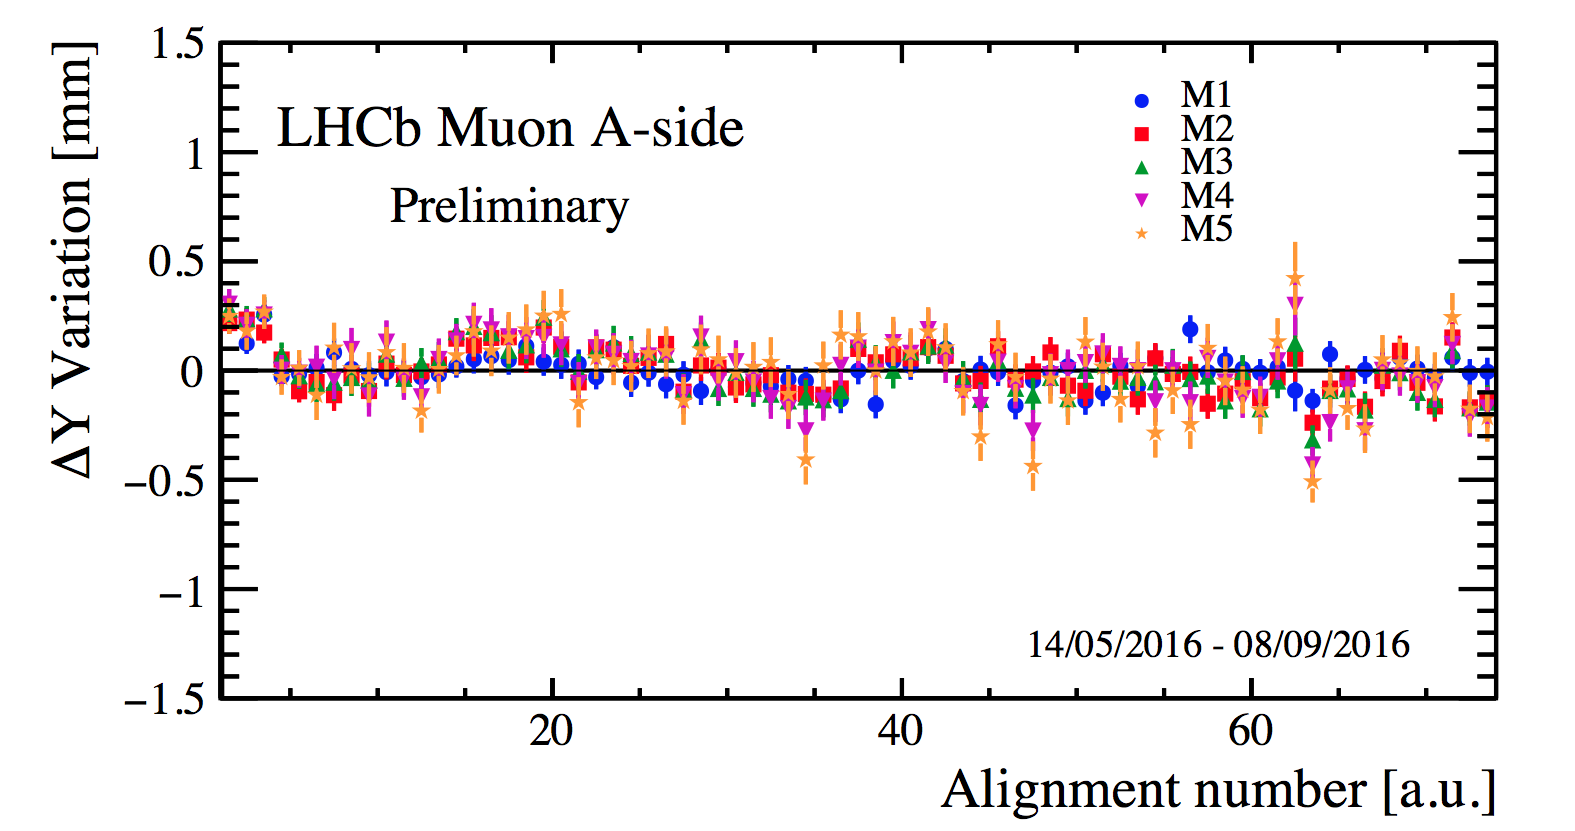 ΔY Variation [mm]
1.5
1
0.5
0
−0.5
−1
−1.5
LHCb Muon A-side
Preliminary
M1
M2
M3
M4
M5
14/05/2016 - 08/09/2016
20
40
60
Alignment number [a.u.]